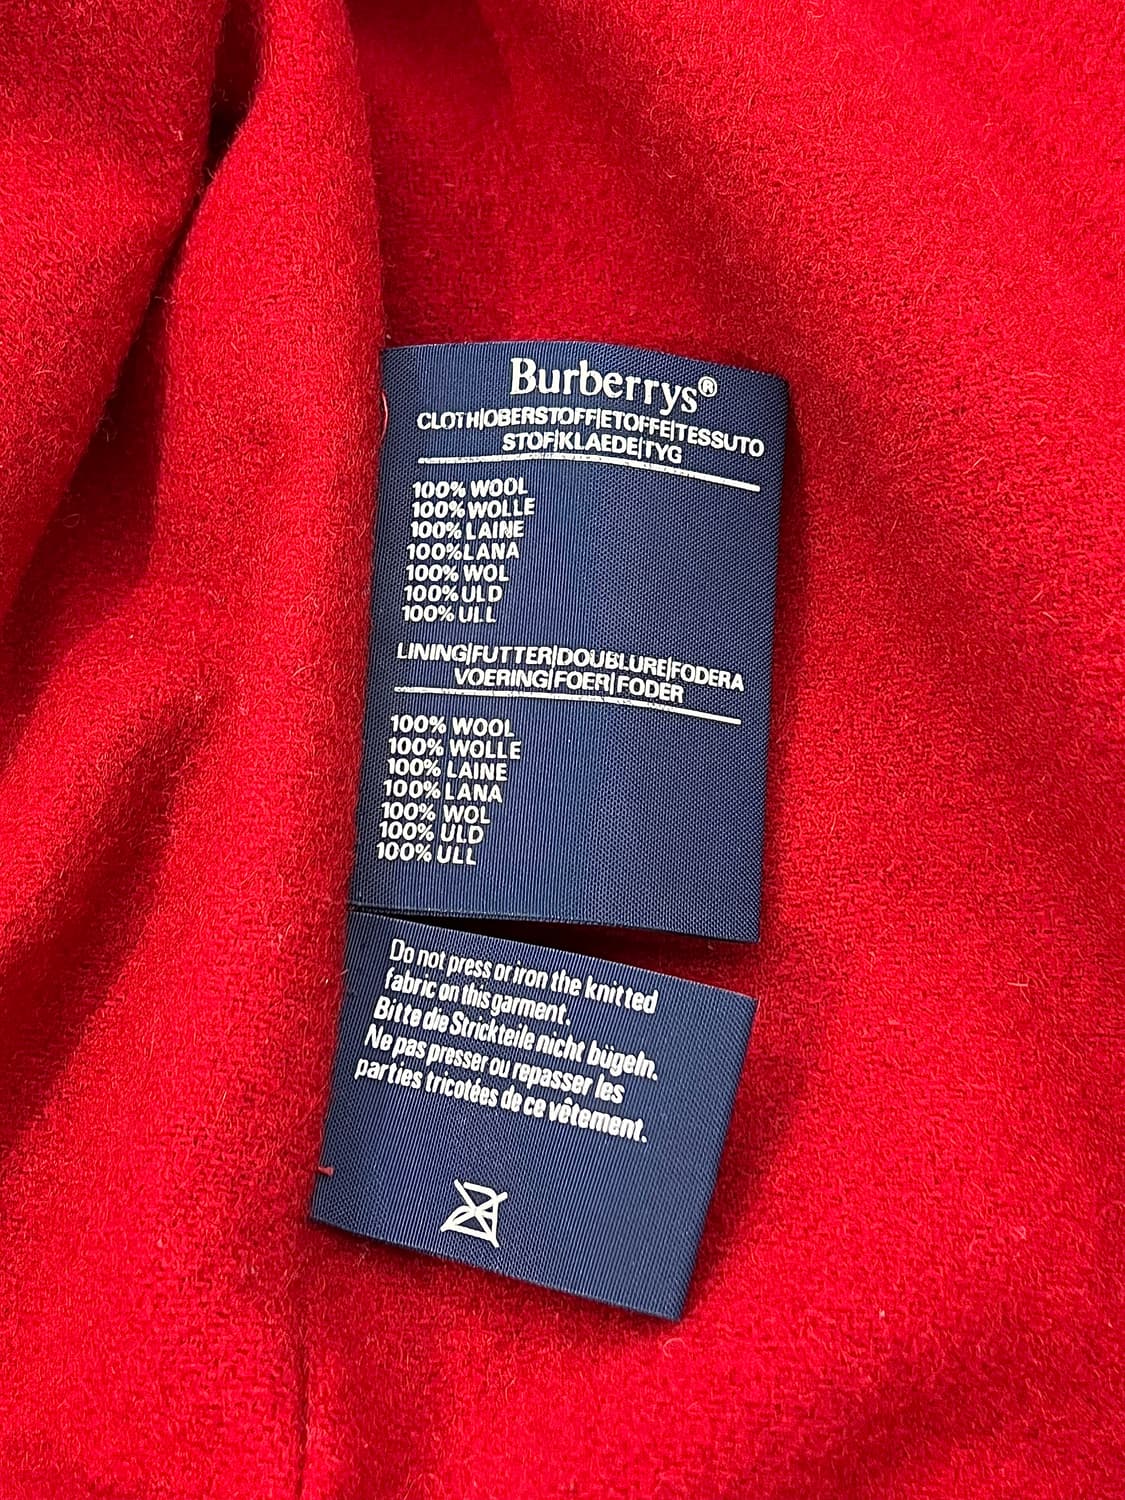 Burberrys®
CLOTH|OBERSTOFF|ETOFFE|TESSUTO
STOF|KLAEDE|TYG
100% WOOL
100% WOLLE
100% LAINE
100% LANA
100% WOL
100% ULD
100% ULL
LINING|FUTTER|DOUBLURE|FODERA
VOERING|FOER|FODER
100% WOOL
100% WOLLE
100% LAINE
100% LANA
100% WOL
100% ULD
100% ULL
Do not press or iron the knitted
fabric on this garment.
Bitte die Strickteile nicht bügeln.
Ne pas presser ou repasser les
parties tricotées de ce vêtement.